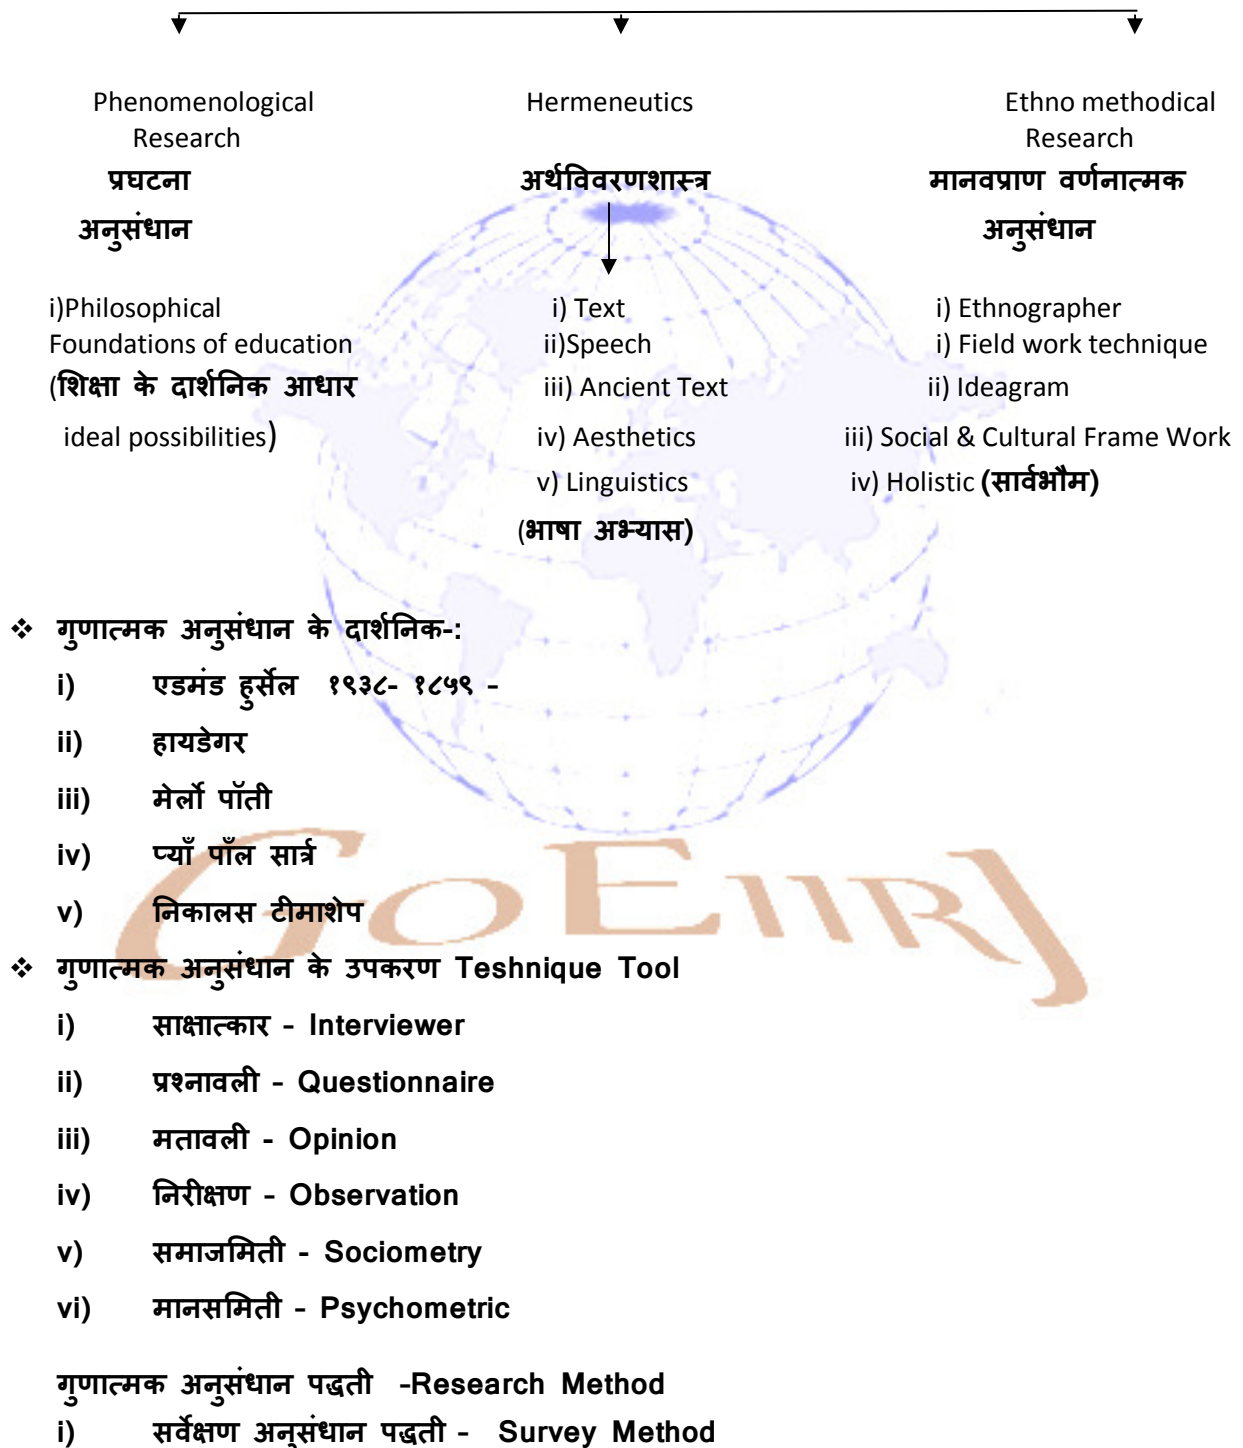 Phenomenological Hermeneutics Ethno methodical
Research Research
प्रघटना अर्थविवरणशास्त्र मानवप्राण वर्णनात्मक
अनुसंधान अनुसंधान
i)Philosophical i) Text i) Ethnographer
Foundations of education ii)Speech i) Field work technique
(शिक्षा के दार्शनिक आधार iii) Ancient Text ii) Ideagram
ideal possibilities) iv) Aesthetics iii) Social & Cultural Frame Work
v) Linguistics iv) Holistic (सार्वभौम)
(भाषा अभ्यास)
❖ गुणात्मक अनुसंधान के दार्शनिक-:
i) एडमंड हुर्सेल १९३८- १८५९ -
ii) हायडेगर
iii) मेर्लो पॉती
iv) प्याँ पाँल सार्त्र
v) निकालस टीमाशेप
GOEIIRJ
❖ गुणात्मक अनुसंधान के उपकरण Teshnique Tool
i) साक्षात्कार - Interviewer
ii) प्रश्नावली - Questionnaire
iii) मतावली - Opinion
iv) निरीक्षण - Observation
v) समाजमिती - Sociometry
vi) मानसमिती - Psychometric
गुणात्मक अनुसंधान पद्धती -Research Method
i) सर्वेक्षण अनुसंधान पद्धती - Survey Method